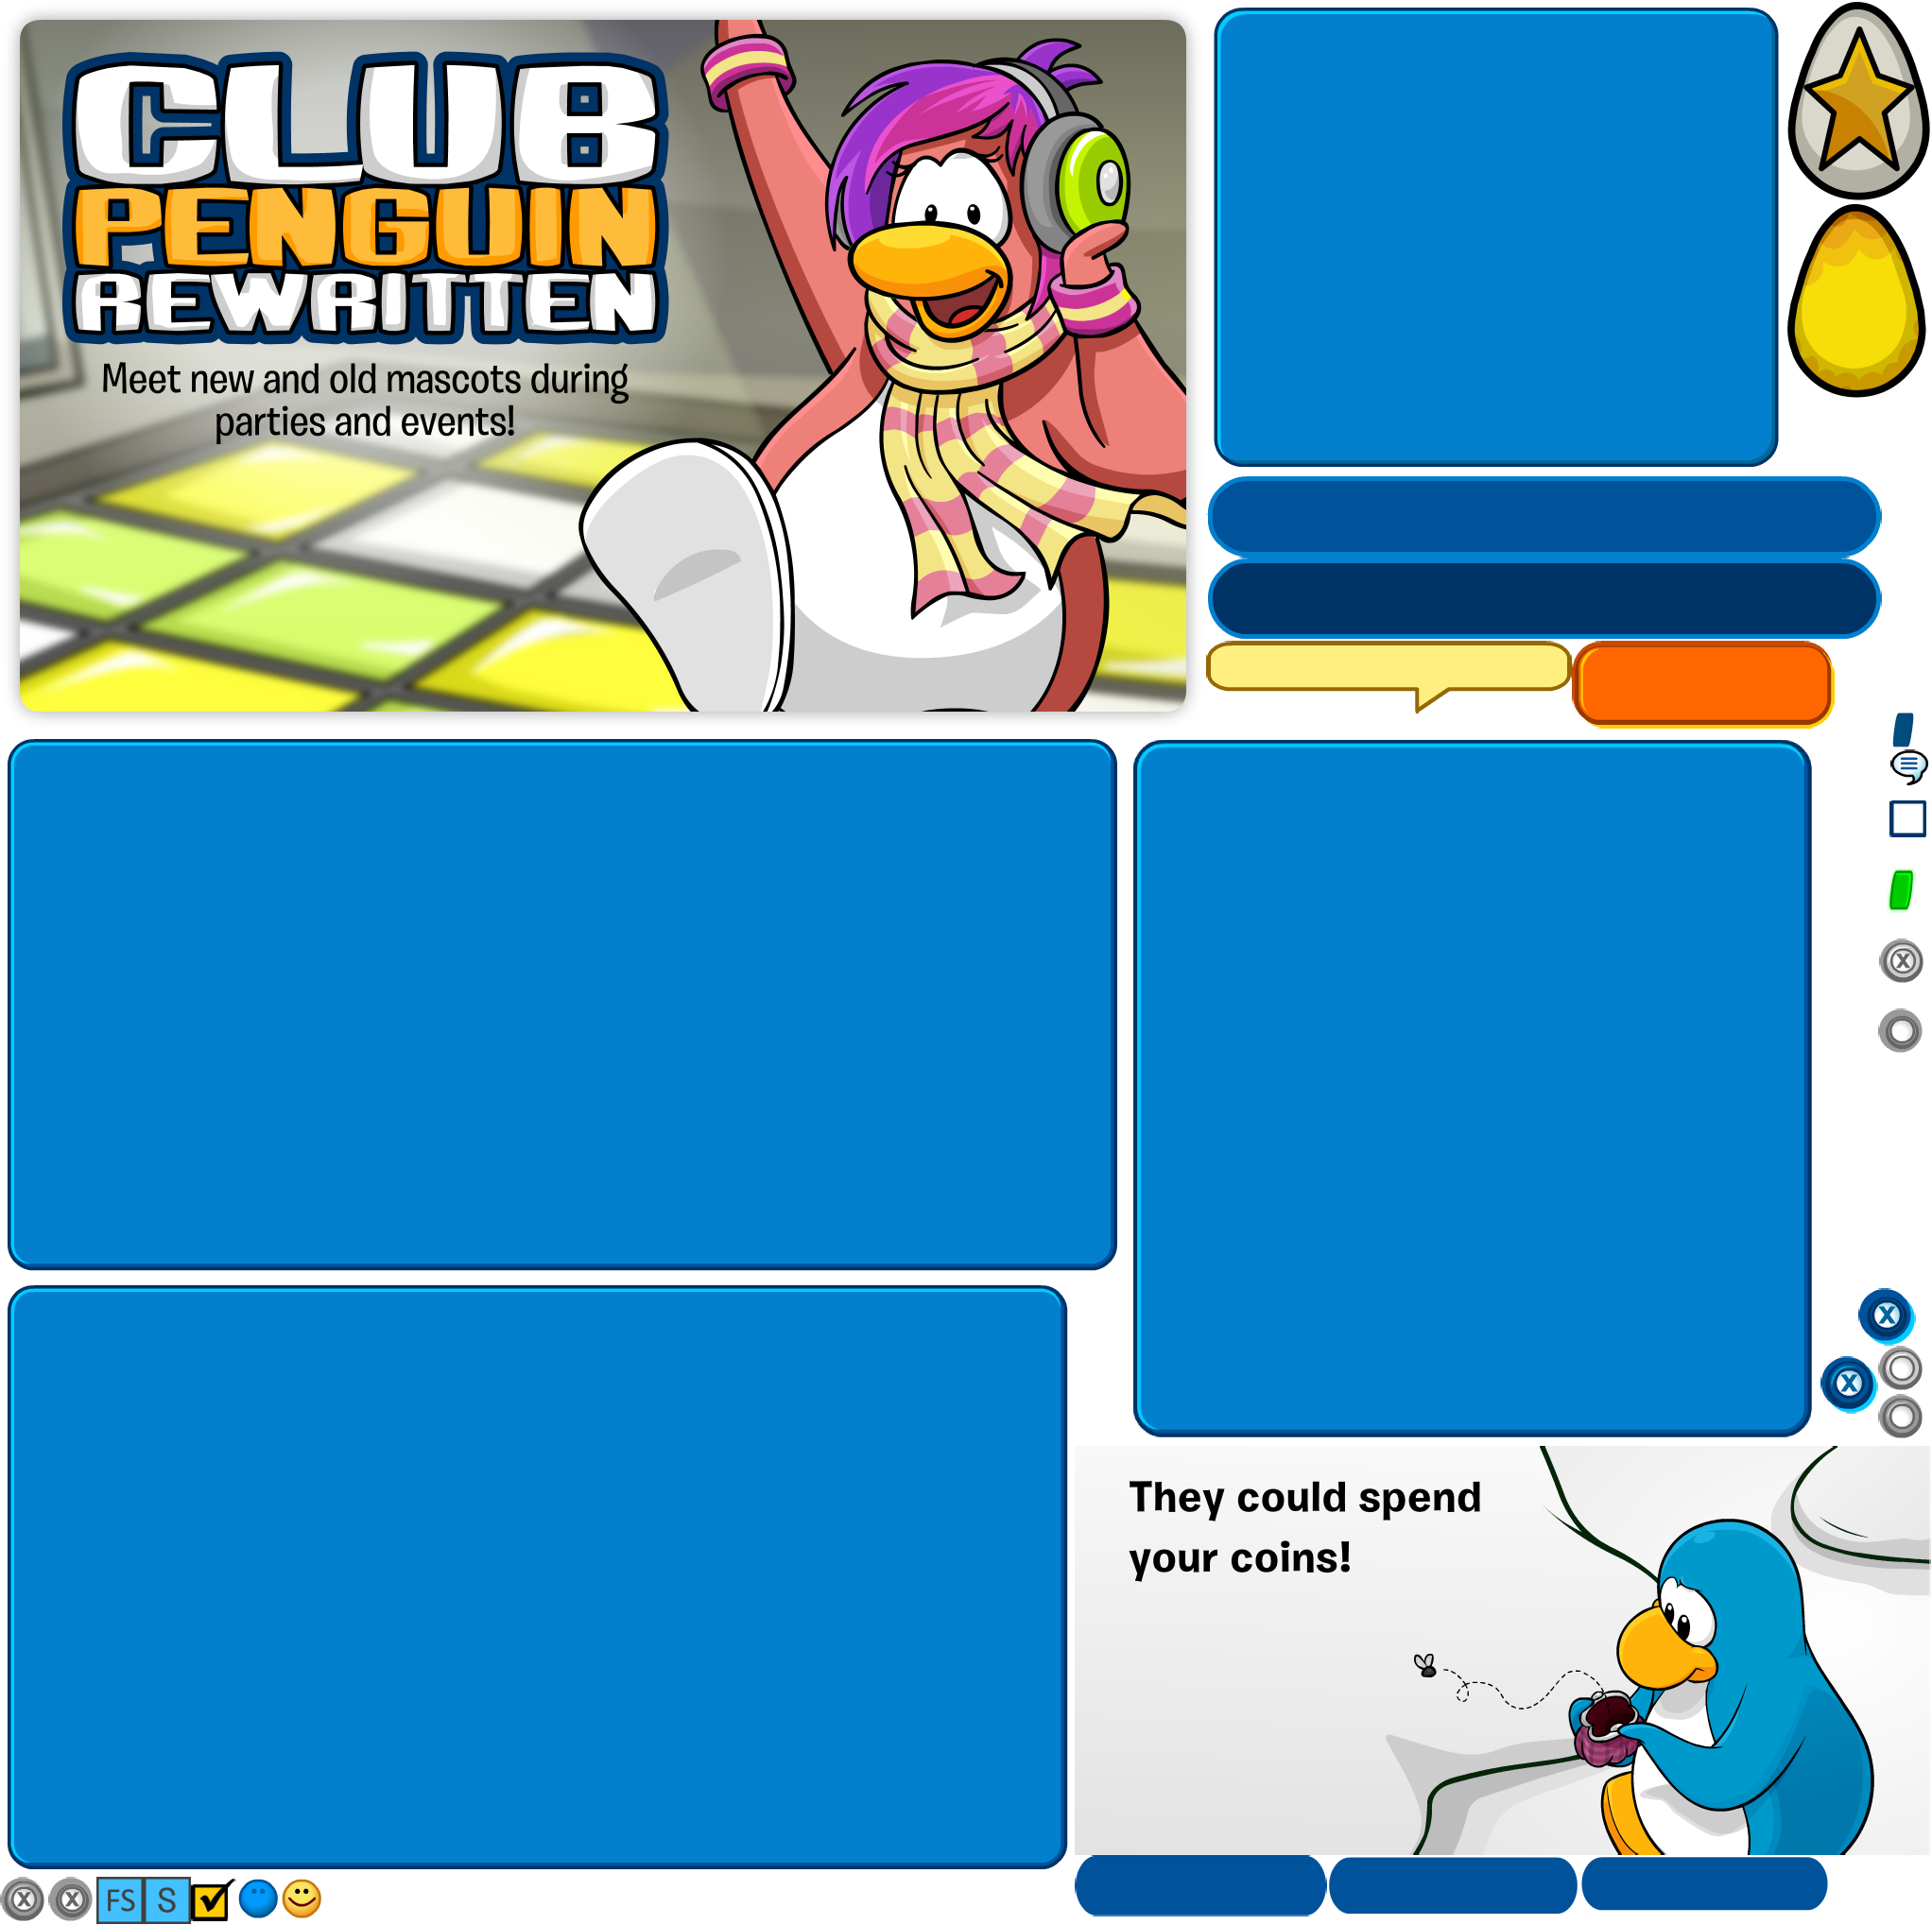 CLUB
PENGUIN
REWRITTEN
Meet new and old mascots during
parties and events!
X
X
X
They could spend
your coins!
X
X
FS
S